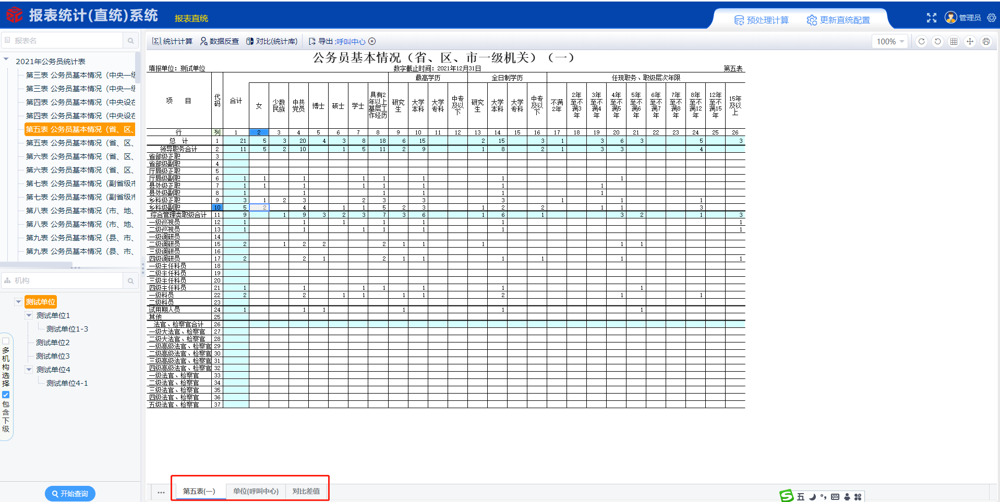 报表统计(直统)系统
报表直统
预处理计算
更新直统配置
管理员
报表名
统计计算
数据反查
对比(统计库)
导出:呼叫中心
100%
2021年公务员统计表
第三表 公务员基本情况（中央一级
第三表 公务员基本情况（中央一级
第四表 公务员基本情况（中央设在
第四表 公务员基本情况（中央设在
第五表 公务员基本情况（省、区、
第五表 公务员基本情况（省、区、
第六表 公务员基本情况（省、区、
第六表 公务员基本情况（省、区、
第七表 公务员基本情况（副省级市
第七表 公务员基本情况（副省级市
第八表 公务员基本情况（市、地、
第八表 公务员基本情况（市、地、
第九表 公务员基本情况（县、市、
第九表 公务员基本情况（县、市、
机构
测试单位
测试单位1
测试单位1-3
测试单位2
测试单位3
测试单位4
测试单位4-1
多机构选择
包含下级
开始查询
公务员基本情况（省、区、市一级机关）（一）
填报单位：测试单位 数字截止时间：2021年12月31日 第五表
最高学历 全日制学历 任现职务、职级层次年限
项 目 代码 合计 女 少数民族 中共党员 博士 硕士 学士 具有2年以上基层工作经历 研究生 大学本科 大学专科 中专及以下 研究生 大学本科 大学专科 中专及以下 不满2年 2年至不满3年 3年至不满4年 4年至不满5年 5年至不满6年 6年至不满7年 7年至不满8年 8年至不满12年 12年至不满15年 15年及以上
行 列 1 2 3 4 5 6 7 8 9 10 11 12 13 14 15 16 17 18 19 20 21 22 23 24 25 26
总 计 1 21 5 3 20 4 3 8 18 6 15 2 15 3 1 3 6 3 5 3
领导职务合计 2 11 5 2 10 1 5 11 2 9 1 8 2 1 3 3 4
省部级正职 3
省部级副职 4
厅局级正职 5
厅局级副职 6 1 1 1 1 1 1 1 1
县处级正职 7 1 1 1 1 1 1 1 1
县处级副职 8 1 1 1 1 1 1
乡科级正职 9 3 1 2 3 2 3 3 3 1 1 1
乡科级副职 10 5 2 4 1 1 5 2 3 1 2 2 1 1 3
综合管理类职级合计 11 9 1 9 3 2 3 7 3 6 1 6 1 3 2 1 3
一级巡视员 12 1 1 1 1 1 1 1
二级巡视员 13 1 1 1 1 1 1 1
一级调研员 14
二级调研员 15 2 1 2 2 2 1 1 1 1 1
三级调研员 16
四级调研员 17 2 2 1 2 1 1 1 1 1 1
一级主任科员 18
二级主任科员 19
三级主任科员 20
四级主任科员 21 1 1 1 1 1 1 1
一级科员 22 2 2 1 1 1 1 2 1 1
二级科员 23
试用期人员 24 1 1 1 1 1 1
其他 25
法官、检察官合计 26
一级大法官、检察官 27
二级大法官、检察官 28
一级高级法官、检察官 29
二级高级法官、检察官 30
三级高级法官、检察官 31
四级高级法官、检察官 32
一级法官、检察官 33
二级法官、检察官 34
三级法官、检察官 35
四级法官、检察官 36
五级法官、检察官 37
第五表(一)
单位(呼叫中心)
对比差值
五